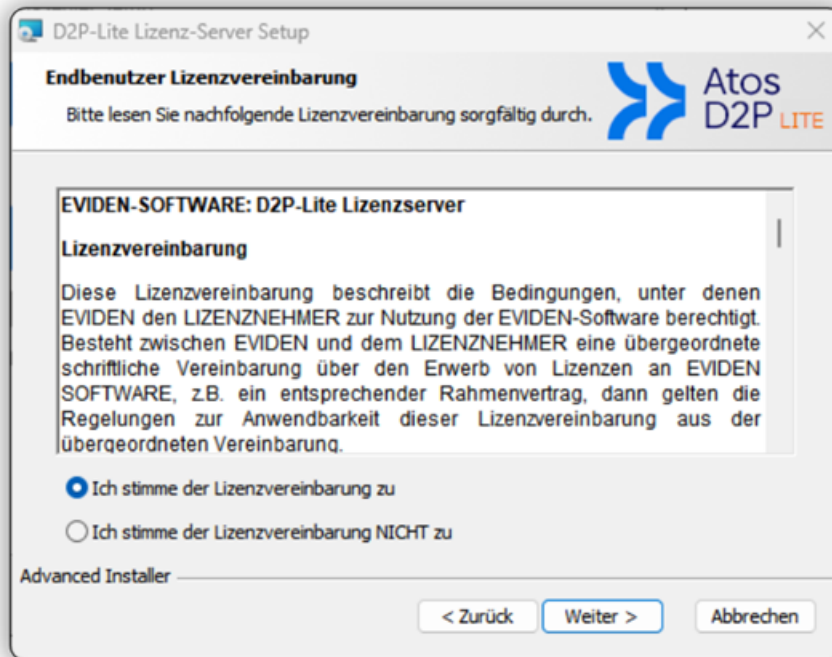 D2P-Lite Lizenz-Server Setup
Endbenutzer Lizenzvereinbarung
Bitte lesen Sie nachfolgende Lizenzvereinbarung sorgfältig durch.
Atos
D2P LITE
EVIDEN-SOFTWARE: D2P-Lite Lizenzserver
Lizenzvereinbarung
Diese Lizenzvereinbarung beschreibt die Bedingungen, unter denen
EVIDEN den LIZENZNEHMER zur Nutzung der EVIDEN-Software berechtigt.
Besteht zwischen EVIDEN und dem LIZENZNEHMER eine übergeordnete
schriftliche Vereinbarung über den Erwerb von Lizenzen an EVIDEN
SOFTWARE, z.B. ein entsprechender Rahmenvertrag, dann gelten die
Regelungen zur Anwendbarkeit dieser Lizenzvereinbarung aus der
übergeordneten Vereinbarung.
Ich stimme der Lizenzvereinbarung zu
Ich stimme der Lizenzvereinbarung NICHT zu
Advanced Installer
< Zurück Weiter > Abbrechen